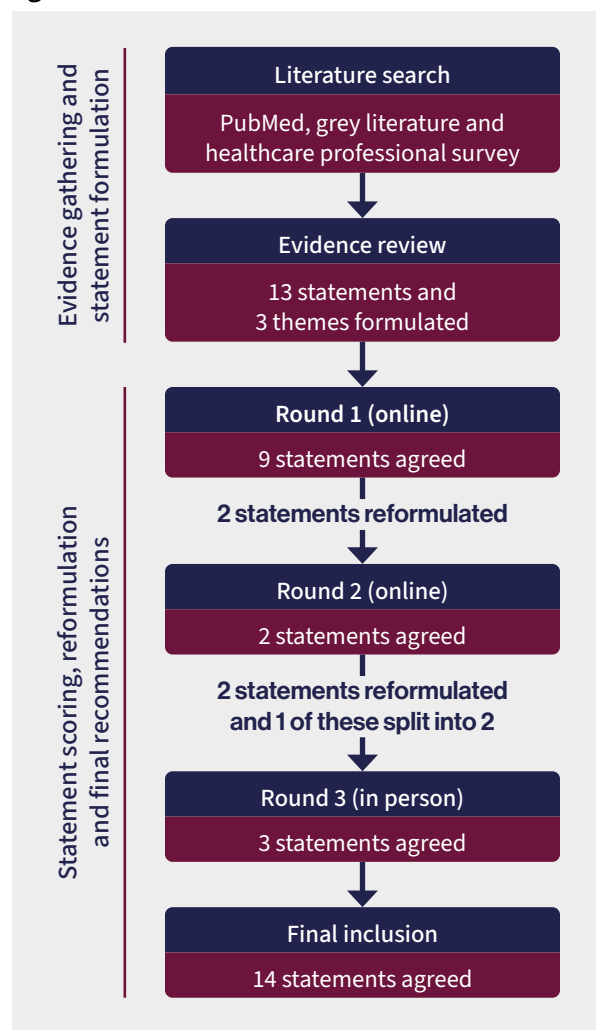 Evidence gathering and
statement formulation
Literature search
PubMed, grey literature and
healthcare professional survey
Evidence review
13 statements and
3 themes formulated
Statement scoring, reformulation
and final recommendations
Round 1 (online)
9 statements agreed
2 statements reformulated
Round 2 (online)
2 statements agreed
2 statements reformulated
and 1 of these split into 2
Round 3 (in person)
3 statements agreed
Final inclusion
14 statements agreed